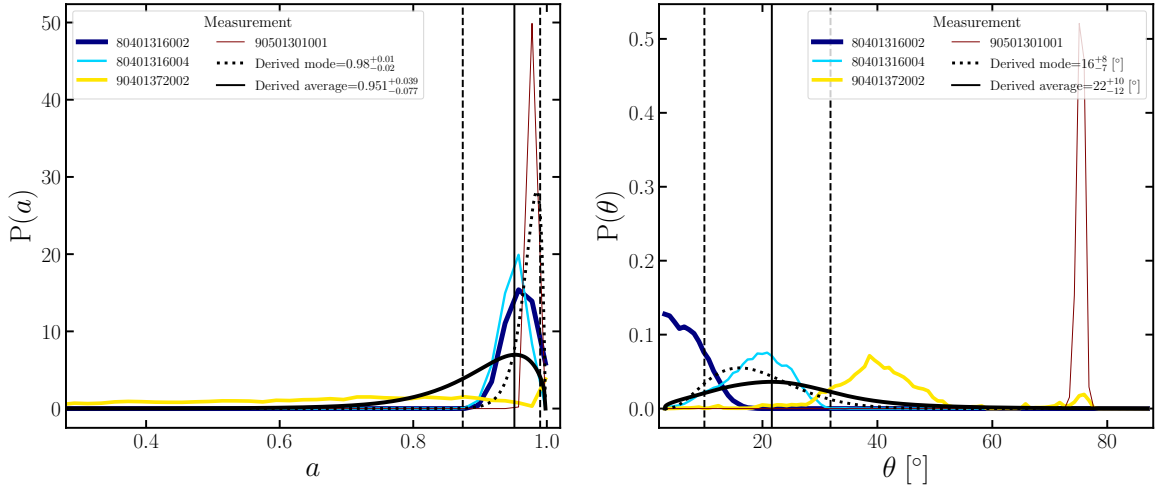 Measurement
80401316002
80401316004
90401372002
90501301001
Derived mode=0.98+0.01−0.02
Derived average=0.951+0.039−0.077
P(a)
50
40
30
20
10
0
0.4
0.6
0.8
1.0
a
Measurement
80401316002
80401316004
90401372002
90501301001
Derived mode=16+8−7 [°]
Derived average=22+10−12 [°]
P(θ)
0.5
0.4
0.3
0.2
0.1
0.0
20
40
60
80
θ [°]